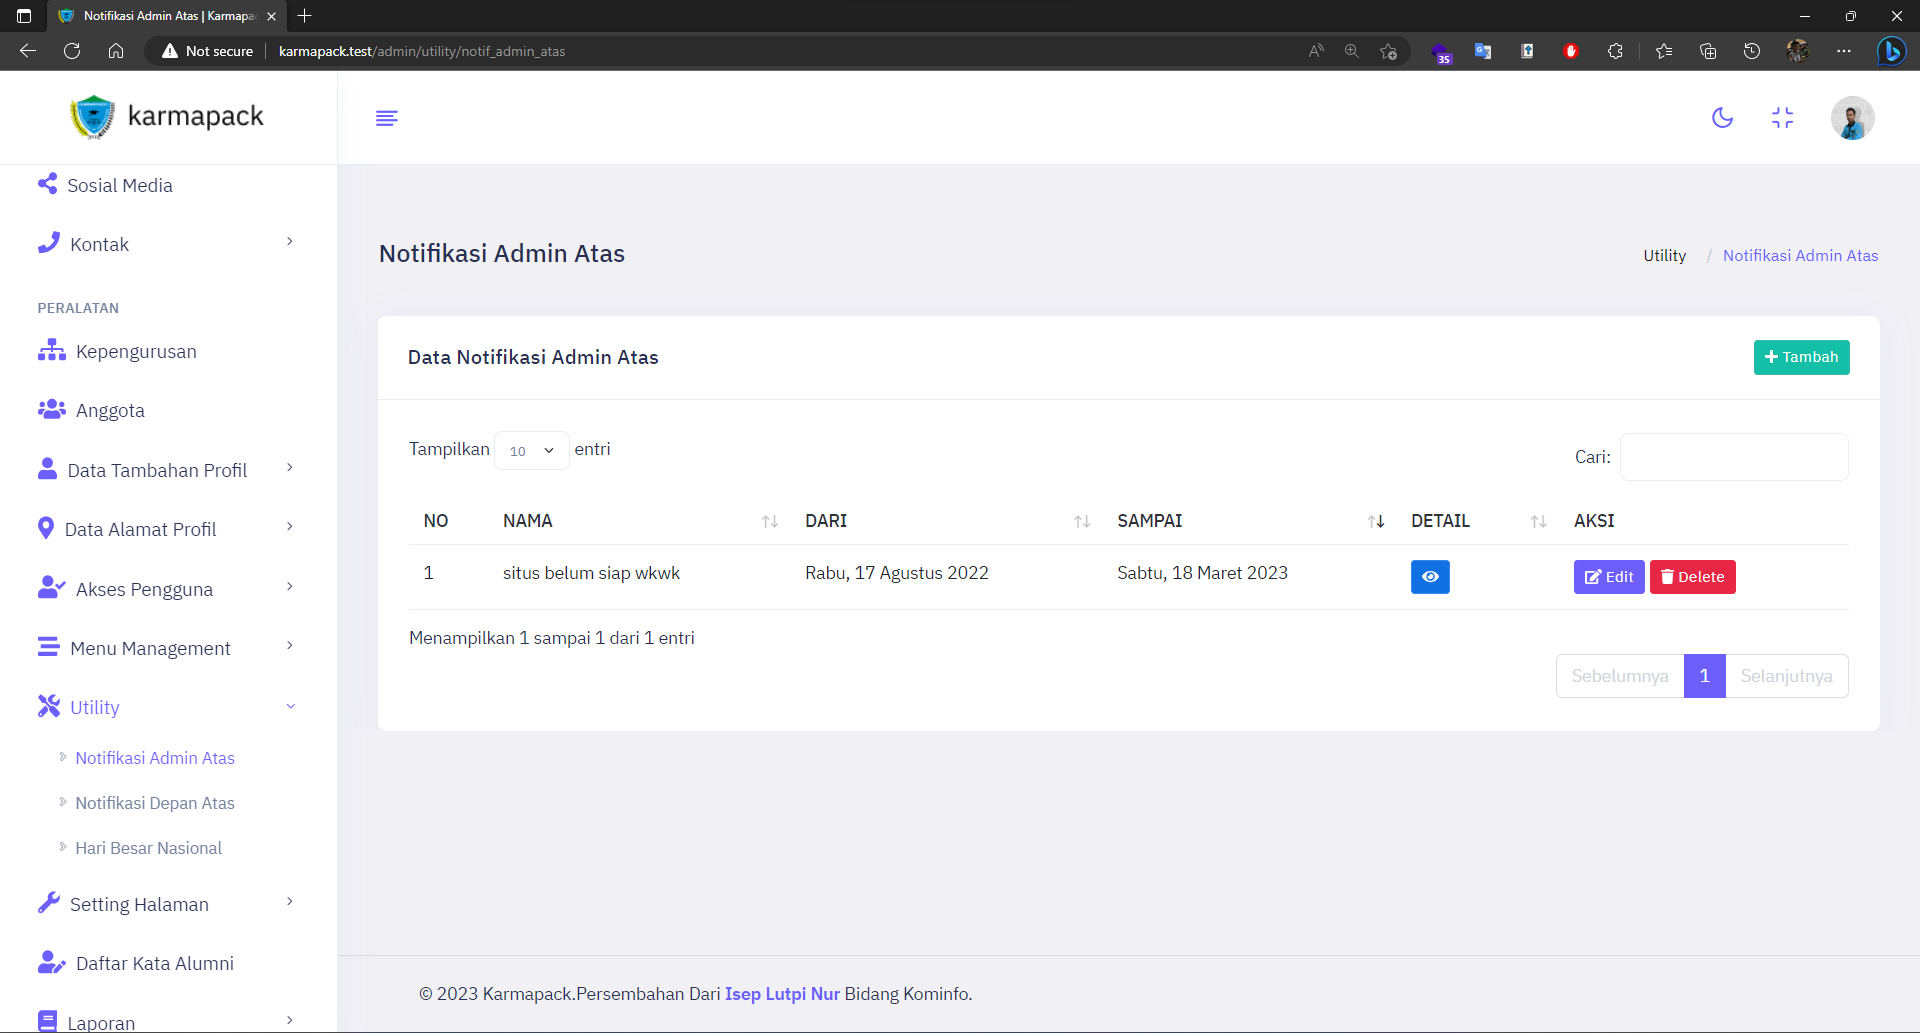 Notifikasi Admin Atas | Karmapa
Not secure
karmapack.test/admin/utility/notif_admin_atas
35
karmapack
Sosial Media
Kontak
PERALATAN
Kepengurusan
Anggota
Data Tambahan Profil
Data Alamat Profil
Akses Pengguna
Menu Management
Utility
Notifikasi Admin Atas
Notifikasi Depan Atas
Hari Besar Nasional
Setting Halaman
Daftar Kata Alumni
Laporan
Notifikasi Admin Atas
Utility / Notifikasi Admin Atas
Data Notifikasi Admin Atas
Tambah
Tampilkan 10 entri
Cari:
NO NAMA DARI SAMPAI DETAIL AKSI
1 situs belum siap wkwk Rabu, 17 Agustus 2022 Sabtu, 18 Maret 2023 Edit Delete
Menampilkan 1 sampai 1 dari 1 entri
Sebelumnya 1 Selanjutnya
© 2023 Karmapack.Persembahan Dari Isep Lutpi Nur Bidang Kominfo.